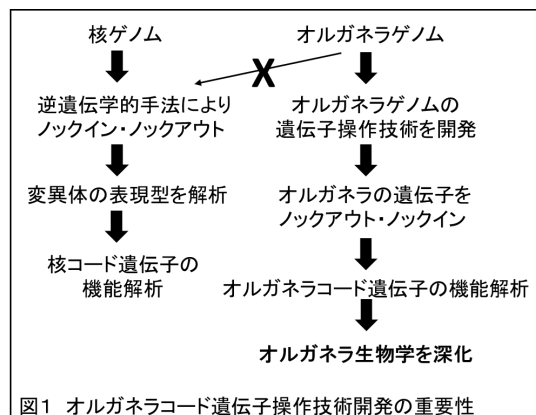 核ゲノム
逆遺伝学的手法により
ノックイン・ノックアウト
変異体の表現型を解析
核コード遺伝子の
機能解析
オルガネラゲノム
X
オルガネラゲノムの
遺伝子操作技術を開発
オルガネラの遺伝子を
ノックアウト・ノックイン
オルガネラコード遺伝子の機能解析
オルガネラ生物学を深化
図1 オルガネラコード遺伝子操作技術開発の重要性